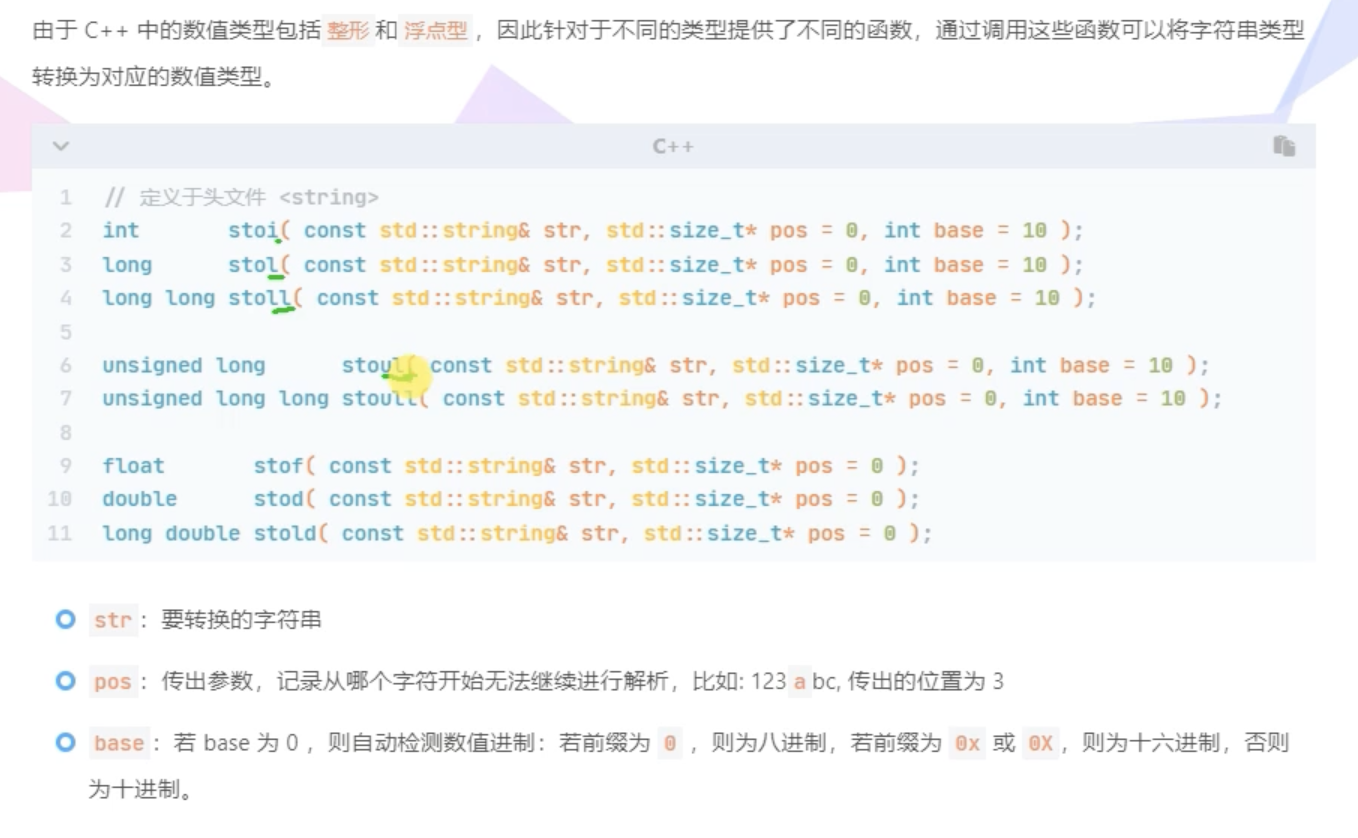 由于 C++ 中的数值类型包括 整形 和 浮点型 ，因此针对于不同的类型提供了不同的函数，通过调用这些函数可以将字符串类型
转换为对应的数值类型。
C++
1 // 定义于头文件 <string>
2 int       stoi( const std::string& str, std::size_t* pos = 0, int base = 10 );
3 long      stol( const std::string& str, std::size_t* pos = 0, int base = 10 );
4 long long stoll( const std::string& str, std::size_t* pos = 0, int base = 10 );
5
6 unsigned long      stoul( const std::string& str, std::size_t* pos = 0, int base = 10 );
7 unsigned long long stoull( const std::string& str, std::size_t* pos = 0, int base = 10 );
8
9 float       stof( const std::string& str, std::size_t* pos = 0 );
10 double      stod( const std::string& str, std::size_t* pos = 0 );
11 long double stold( const std::string& str, std::size_t* pos = 0 );
str ：要转换的字符串
pos ：传出参数，记录从哪个字符开始无法继续进行解析，比如: 123 a bc, 传出的位置为 3
base ：若 base 为 0 ，则自动检测数值进制：若前缀为 0 ，则为八进制，若前缀为 0x 或 0X ，则为十六进制，否则
为十进制。